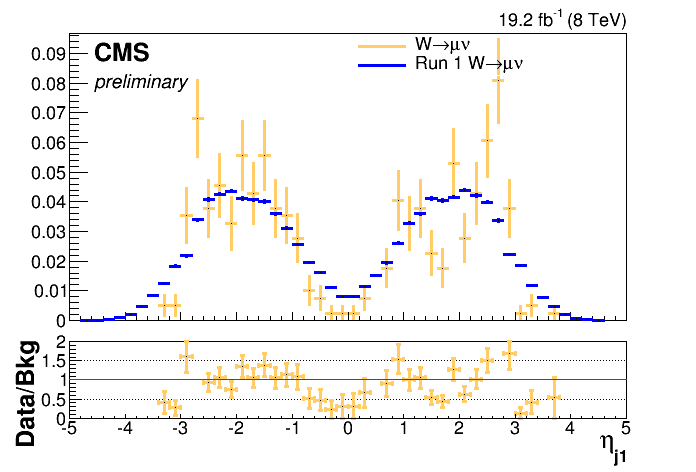 19.2 fb⁻¹ (8 TeV)
CMS
preliminary
W→μν
Run 1 W→μν
0.09
0.08
0.07
0.06
0.05
0.04
0.03
0.02
0.01
0
Data/Bkg
2
1.5
1
0.5
0
-5 -4 -3 -2 -1 0 1 2 3 4 5
η_j1